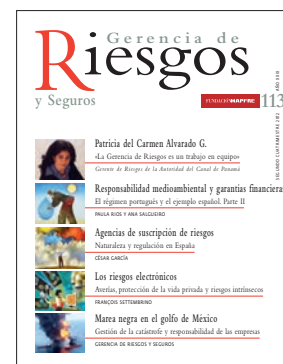 Gerencia de
Riesgos
y Seguros
FUNDACIÓN MAPFRE
113
SEGUNDO CUATRIMESTRE 2012
Patricia del Carmen Alvarado G.
«La Gerencia de Riesgos es un trabajo en equipo»
Gerente de Riesgos de la Autoridad del Canal de Panamá
Responsabilidad medioambiental y garantías financiera
El régimen portugués y el ejemplo español. Parte II
PAULA RIOS Y ANA SALGUEIRO
Agencias de suscripción de riesgos
Naturaleza y regulación en España
CÉSAR GARCÍA
Los riesgos electrónicos
Averías, protección de la vida privada y riesgos intrínsecos
FRANÇOIS SETTEMBRINO
Marea negra en el golfo de México
Gestión de la catástrofe y responsabilidad de las empresas
GERENCIA DE RIESGOS Y SEGUROS